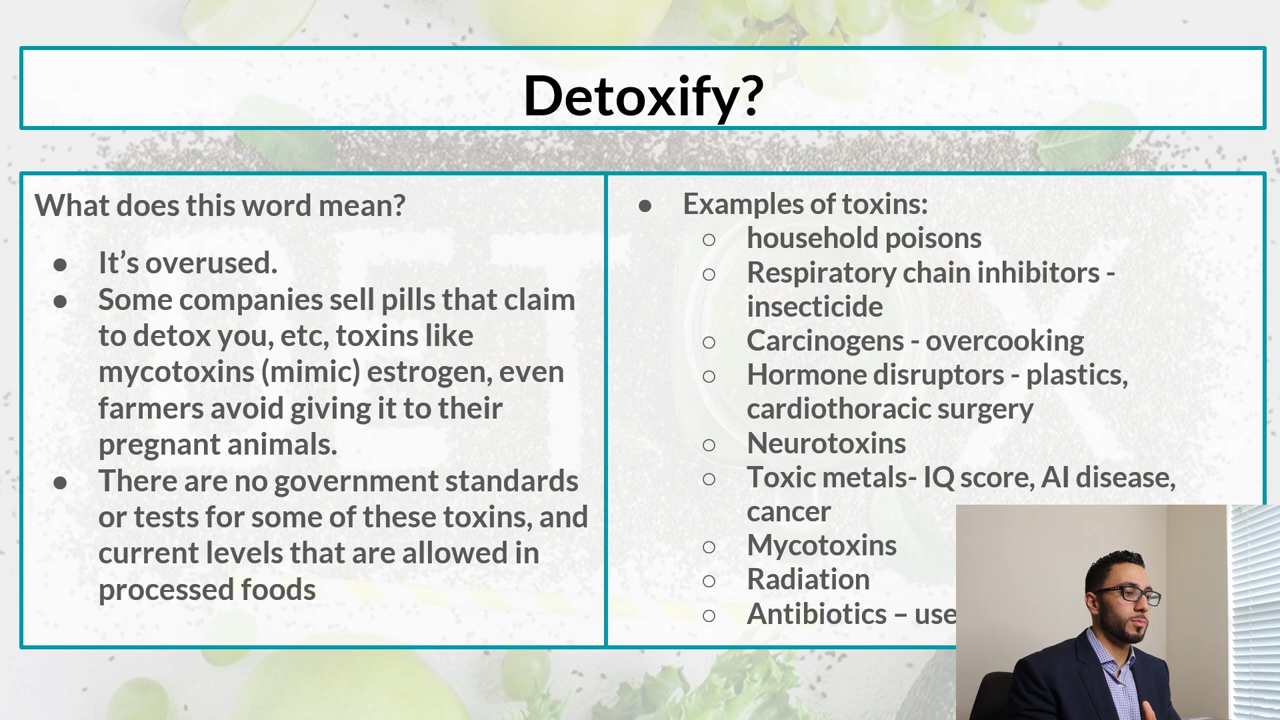 Detoxify?
What does this word mean?
● It’s overused.
● Some companies sell pills that claim
to detox you, etc, toxins like
mycotoxins (mimic) estrogen, even
farmers avoid giving it to their
pregnant animals.
● There are no government standards
or tests for some of these toxins, and
current levels that are allowed in
processed foods
● Examples of toxins:
○ household poisons
○ Respiratory chain inhibitors -
insecticide
○ Carcinogens - overcooking
○ Hormone disruptors - plastics,
cardiothoracic surgery
○ Neurotoxins
○ Toxic metals- IQ score, AI disease,
cancer
○ Mycotoxins
○ Radiation
○ Antibiotics – use
DETOX